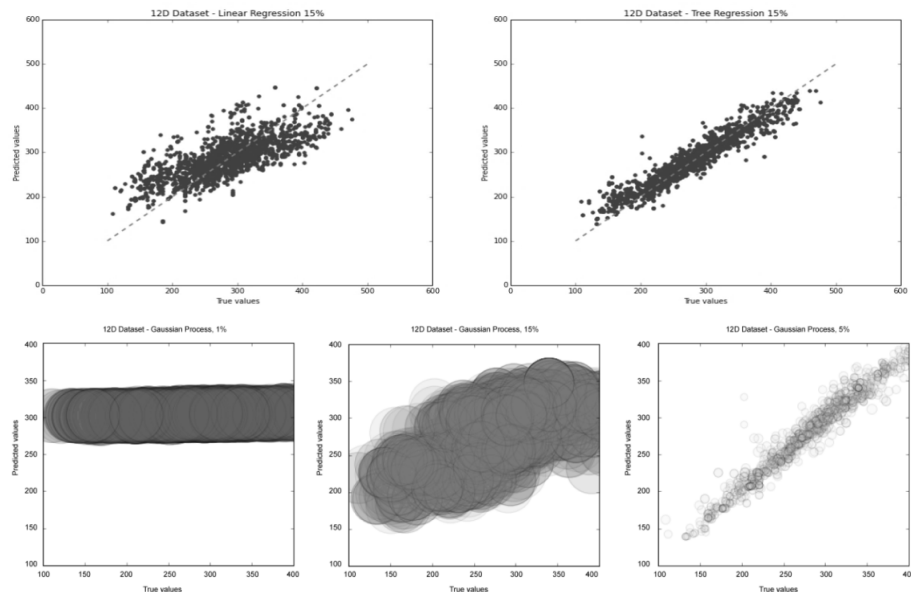 12D Dataset - Linear Regression 15%
600
500
400
300
200
100
0
Predicted values
0 100 200 300 400 500 600
True values
12D Dataset - Tree Regression 15%
600
500
400
300
200
100
0
Predicted values
0 100 200 300 400 500 600
True values
12D Dataset - Gaussian Process, 1%
400
350
300
250
200
150
100
Predicted values
100 150 200 250 300 350 400
True values
12D Dataset - Gaussian Process, 15%
400
350
300
250
200
150
100
Predicted values
100 150 200 250 300 350 400
True values
12D Dataset - Gaussian Process, 5%
400
350
300
250
200
150
100
Predicted values
100 150 200 250 300 350 400
True values